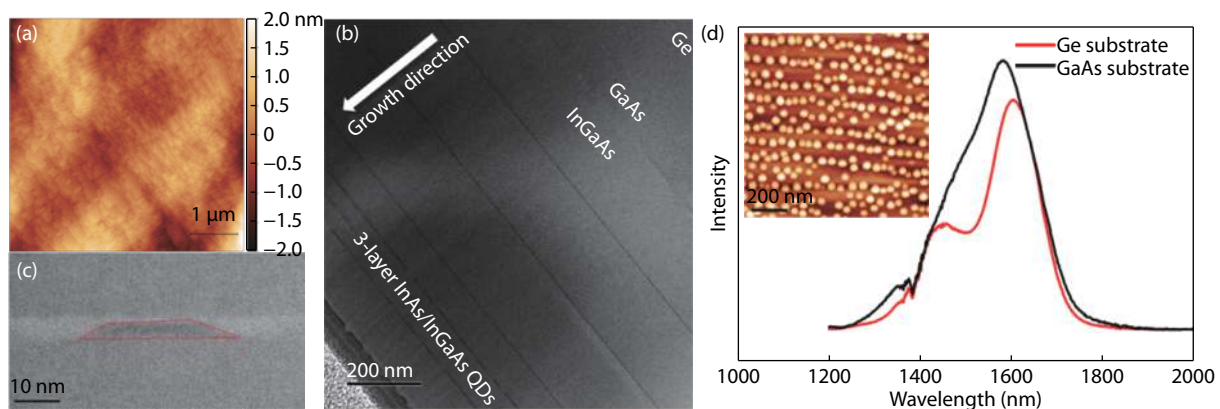 (a)
2.0 nm
1.5
1.0
0.5
0
−0.5
−1.0
−1.5
−2.0
1 μm
(b)
Growth direction
Ge
GaAs
InGaAs
3-layer InAs/InGaAs QDs
200 nm
(c)
10 nm
(d)
Ge substrate
GaAs substrate
200 nm
Intensity
1000
1200
1400
1600
1800
2000
Wavelength (nm)